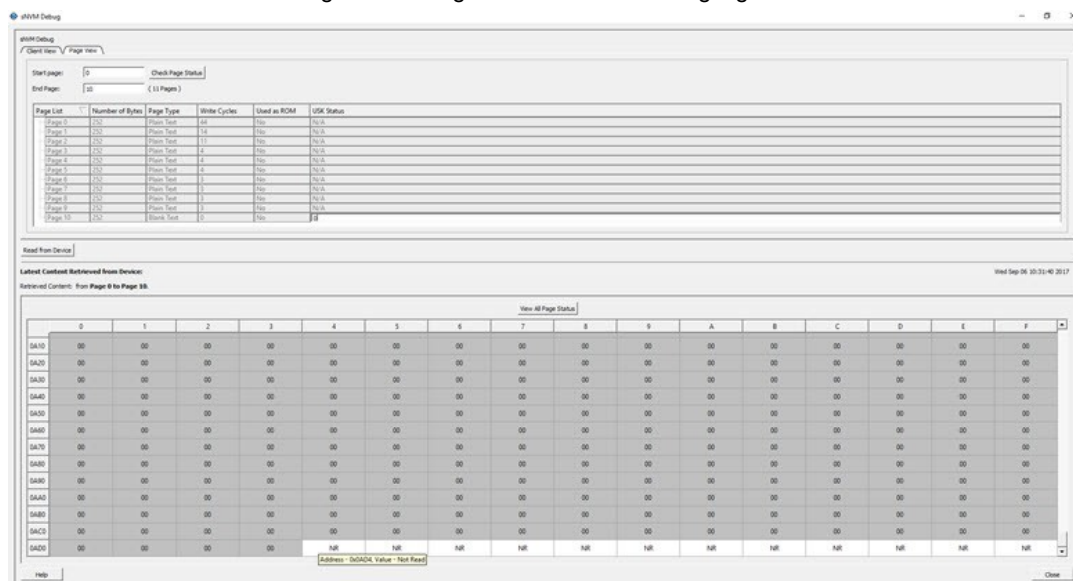 sNVM Debug
sNVM Debug
Client View Page View
Start page: 0 Check Page Status
End Page: 10 ( 11 Pages )
Page List Number of Bytes Page Type Write Cycles Used as ROM USK Status
Page 0 252 Plain Text 44 No N/A
Page 1 252 Plain Text 14 No N/A
Page 2 252 Plain Text 11 No N/A
Page 3 252 Plain Text 4 No N/A
Page 4 252 Plain Text 4 No N/A
Page 5 252 Plain Text 4 No N/A
Page 6 252 Plain Text 3 No N/A
Page 7 252 Plain Text 3 No N/A
Page 8 252 Plain Text 3 No N/A
Page 9 252 Plain Text 3 No N/A
Page 10 252 Blank Text 0 No
Read from Device
Latest Content Retrieved from Device: Wed Sep 06 10:31:40 2017
Retrieved Content: from Page 0 to Page 10.
View All Page Status
0 1 2 3 4 5 6 7 8 9 A B C D E F
0A10 00 00 00 00 00 00 00 00 00 00 00 00 00 00 00 00
0A20 00 00 00 00 00 00 00 00 00 00 00 00 00 00 00 00
0A30 00 00 00 00 00 00 00 00 00 00 00 00 00 00 00 00
0A40 00 00 00 00 00 00 00 00 00 00 00 00 00 00 00 00
0A50 00 00 00 00 00 00 00 00 00 00 00 00 00 00 00 00
0A60 00 00 00 00 00 00 00 00 00 00 00 00 00 00 00 00
0A70 00 00 00 00 00 00 00 00 00 00 00 00 00 00 00 00
0A80 00 00 00 00 00 00 00 00 00 00 00 00 00 00 00 00
0A90 00 00 00 00 00 00 00 00 00 00 00 00 00 00 00 00
0AA0 00 00 00 00 00 00 00 00 00 00 00 00 00 00 00 00
0AB0 00 00 00 00 00 00 00 00 00 00 00 00 00 00 00 00
0AC0 00 00 00 00 00 00 00 00 00 00 00 00 00 00 00 00
0AD0 00 00 00 00 NR NR NR NR NR NR NR NR NR NR NR NR
Address - 0x0AD4, Value - Not Read
Help Close